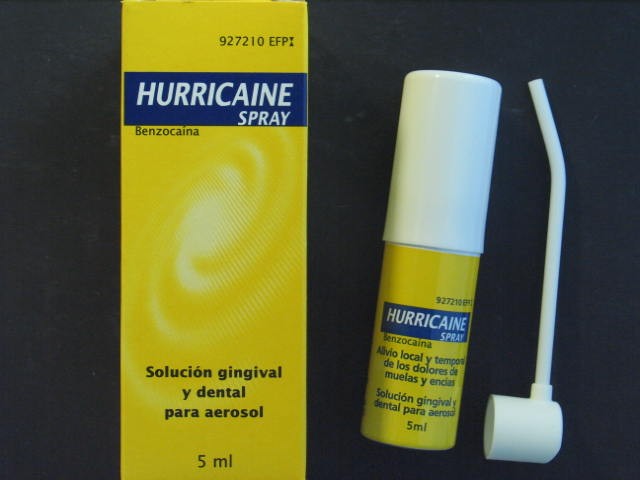 927210 EFP
HURRICAINE
SPRAY
Benzocaína
Solución gingival
y dental
para aerosol
5 ml
927210 EFP
HURRICAINE
SPRAY
Benzocaína
Alivio local y temporal
de los dolores de
muelas y encías
Solución gingival y
dental para aerosol
5ml